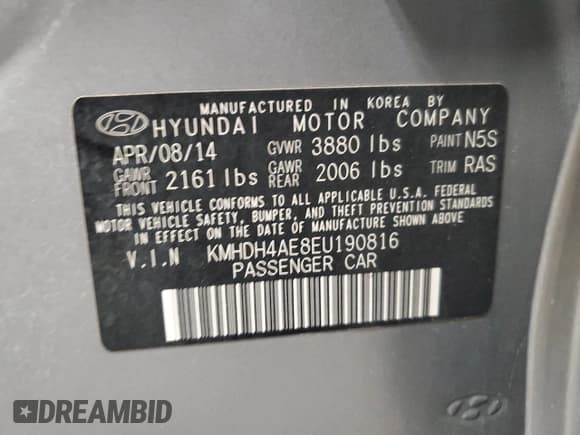 MANUFACTURED IN KOREA BY
HYUNDAI MOTOR COMPANY
APR/08/14 GVWR 3880 lbs PAINT N5S
GAWR FRONT 2161 lbs GAWR REAR 2006 lbs TRIM RAS
THIS VEHICLE CONFORMS TO ALL APPLICABLE U.S.A. FEDERAL
MOTOR VEHICLE SAFETY, BUMPER, AND THEFT PREVENTION STANDARDS
IN EFFECT ON THE DATE OF MANUFACTURE SHOWN ABOVE.
V.I.N KMHDH4AE8EU190816
PASSENGER CAR
DREAMBID